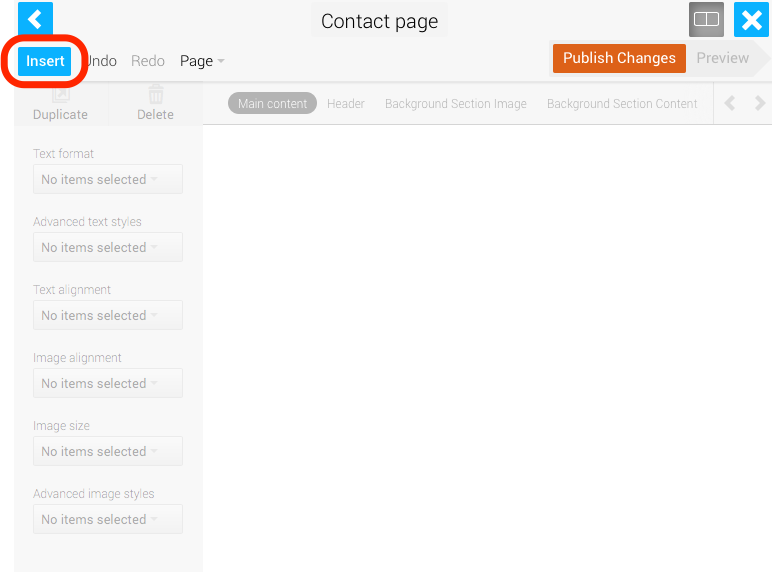 Contact page
Insert Undo Redo Page
Publish Changes Preview
Duplicate Delete
Main content Header Background Section Image Background Section Content
Text format
No items selected
Advanced text styles
No items selected
Text alignment
No items selected
Image alignment
No items selected
Image size
No items selected
Advanced image styles
No items selected